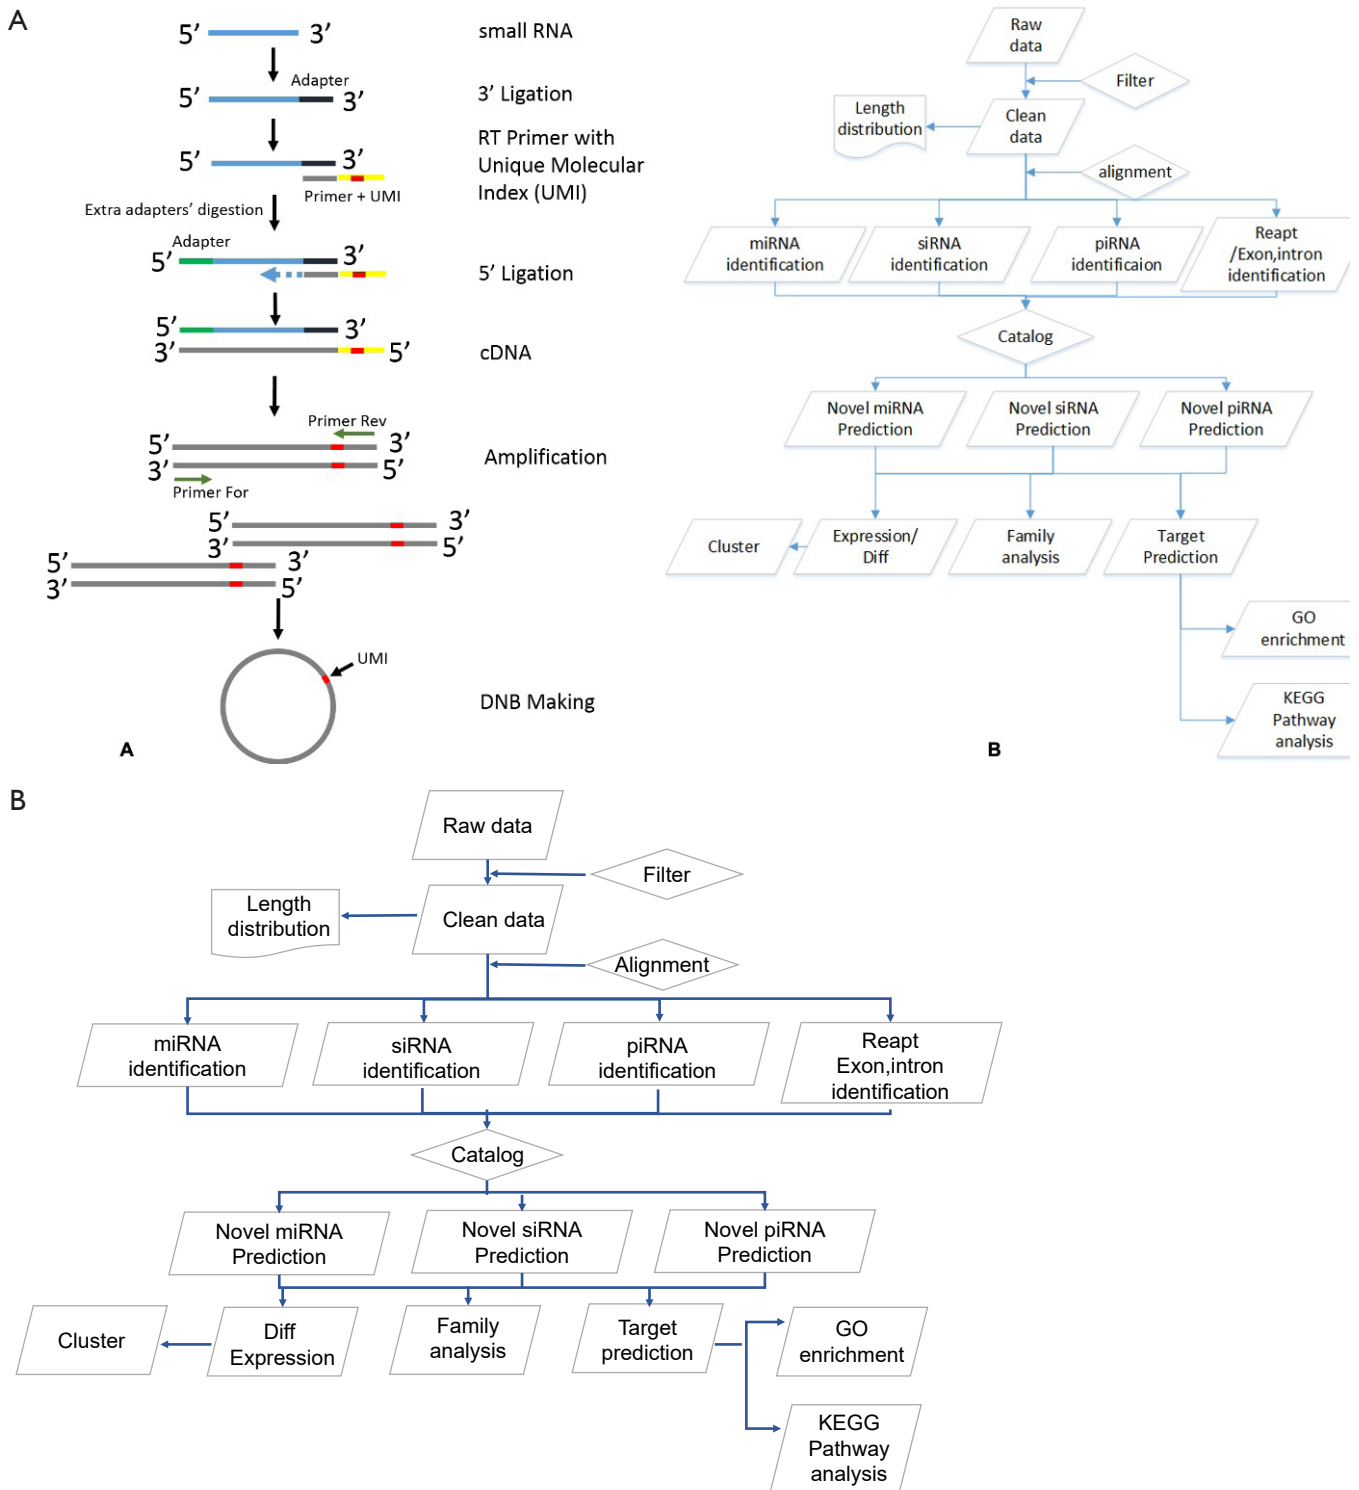 A
5’ 3’ small RNA
Adapter
5’ 3’ 3’ Ligation
RT Primer with
Unique Molecular
Index (UMI)
5’ 3’
Primer + UMI
Extra adapters’ digestion
Adapter
5’ 3’
5’ Ligation
5’ 3’
3’ 5’
cDNA
Primer Rev
5’ 3’
3’ 5’
Amplification
Primer For
5’ 3’
3’ 5’
5’ 3’
3’ 5’
UMI
DNB Making
A
Raw
data
Filter
Length
distribution
Clean
data
alignment
miRNA
identification
siRNA
identification
piRNA
identificaion
Reapt
/Exon,intron
identification
Catalog
Novel miRNA
Prediction
Novel siRNA
Prediction
Novel piRNA
Prediction
Cluster
Expression/
Diff
Family
analysis
Target
Prediction
GO
enrichment
KEGG
Pathway
analysis
B
B
Raw data
Filter
Length
distribution
Clean data
Alignment
miRNA
identification
siRNA
identification
piRNA
identification
Reapt
Exon,intron
identification
Catalog
Novel miRNA
Prediction
Novel siRNA
Prediction
Novel piRNA
Prediction
Cluster
Diff
Expression
Family
analysis
Target
prediction
GO
enrichment
KEGG
Pathway
analysis